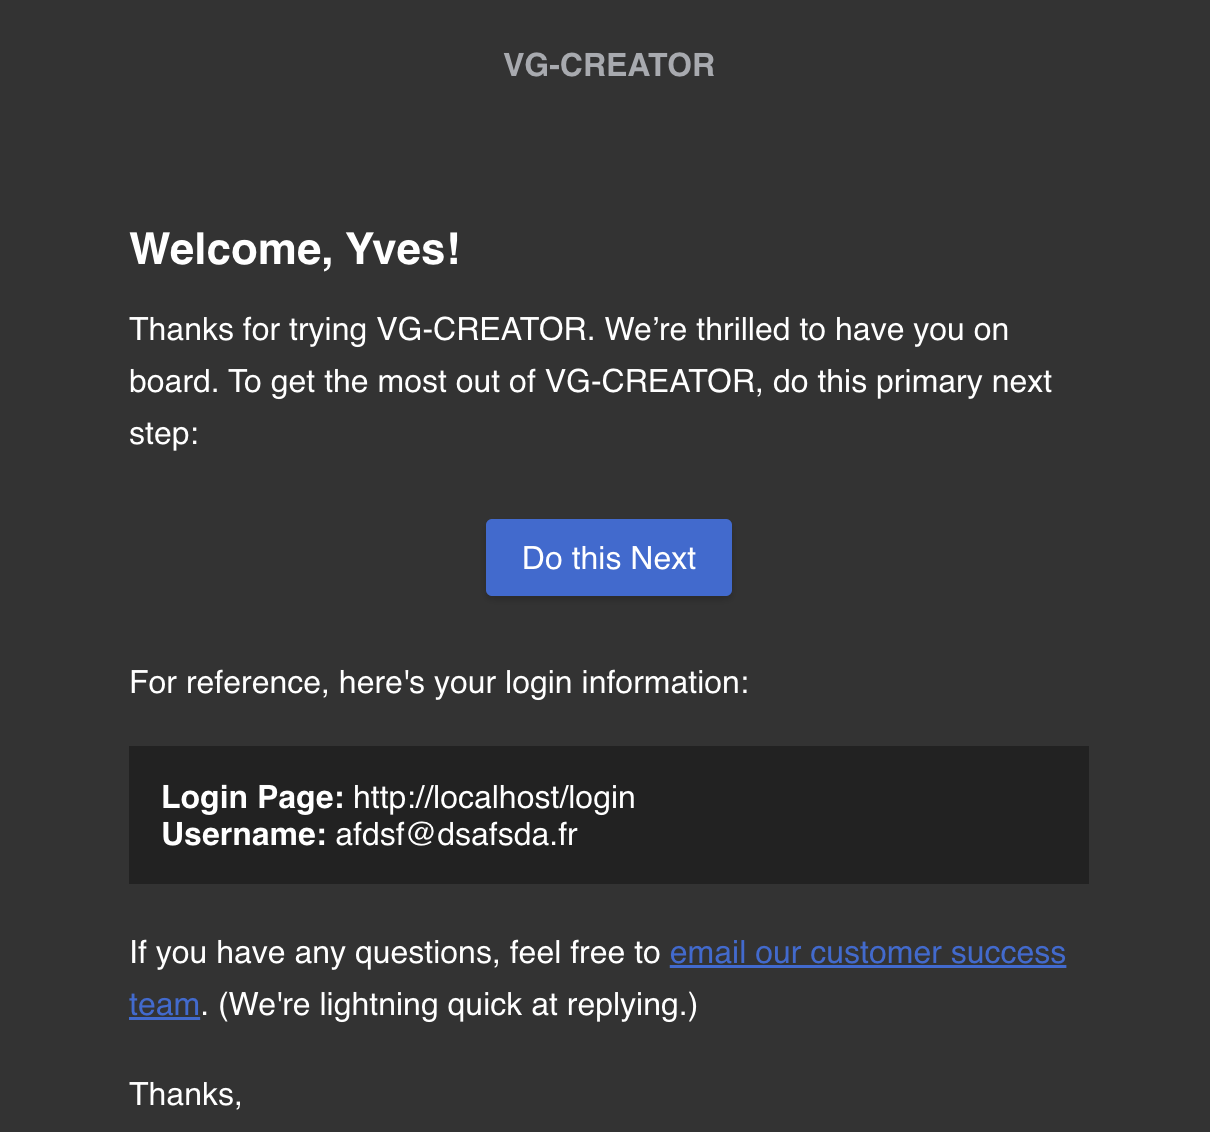 VG-CREATOR
Welcome, Yves!
Thanks for trying VG-CREATOR. We’re thrilled to have you on
board. To get the most out of VG-CREATOR, do this primary next
step:
Do this Next
For reference, here's your login information:
Login Page: http://localhost/login
Username: afdsf@dsafsda.fr
If you have any questions, feel free to email our customer success
team. (We're lightning quick at replying.)
Thanks,